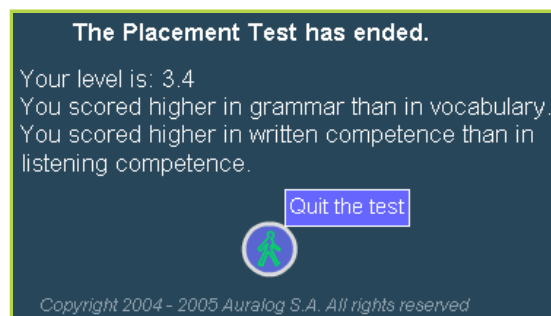 The Placement Test has ended.
Your level is: 3.4
You scored higher in grammar than in vocabulary.
You scored higher in written competence than in
listening competence.
Quit the test
Copyright 2004 - 2005 Auralog S.A. All rights reserved